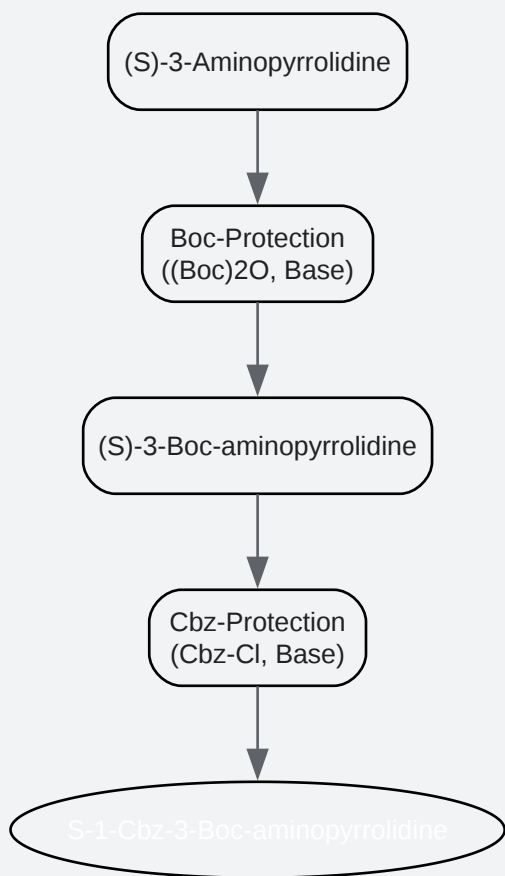 (S)-3-Aminopyrrolidine
Boc-Protection
((Boc)2O, Base)
(S)-3-Boc-aminopyrrolidine
Cbz-Protection
(Cbz-Cl, Base)
S-1-Cbz-3-Boc-aminopyrrolidine